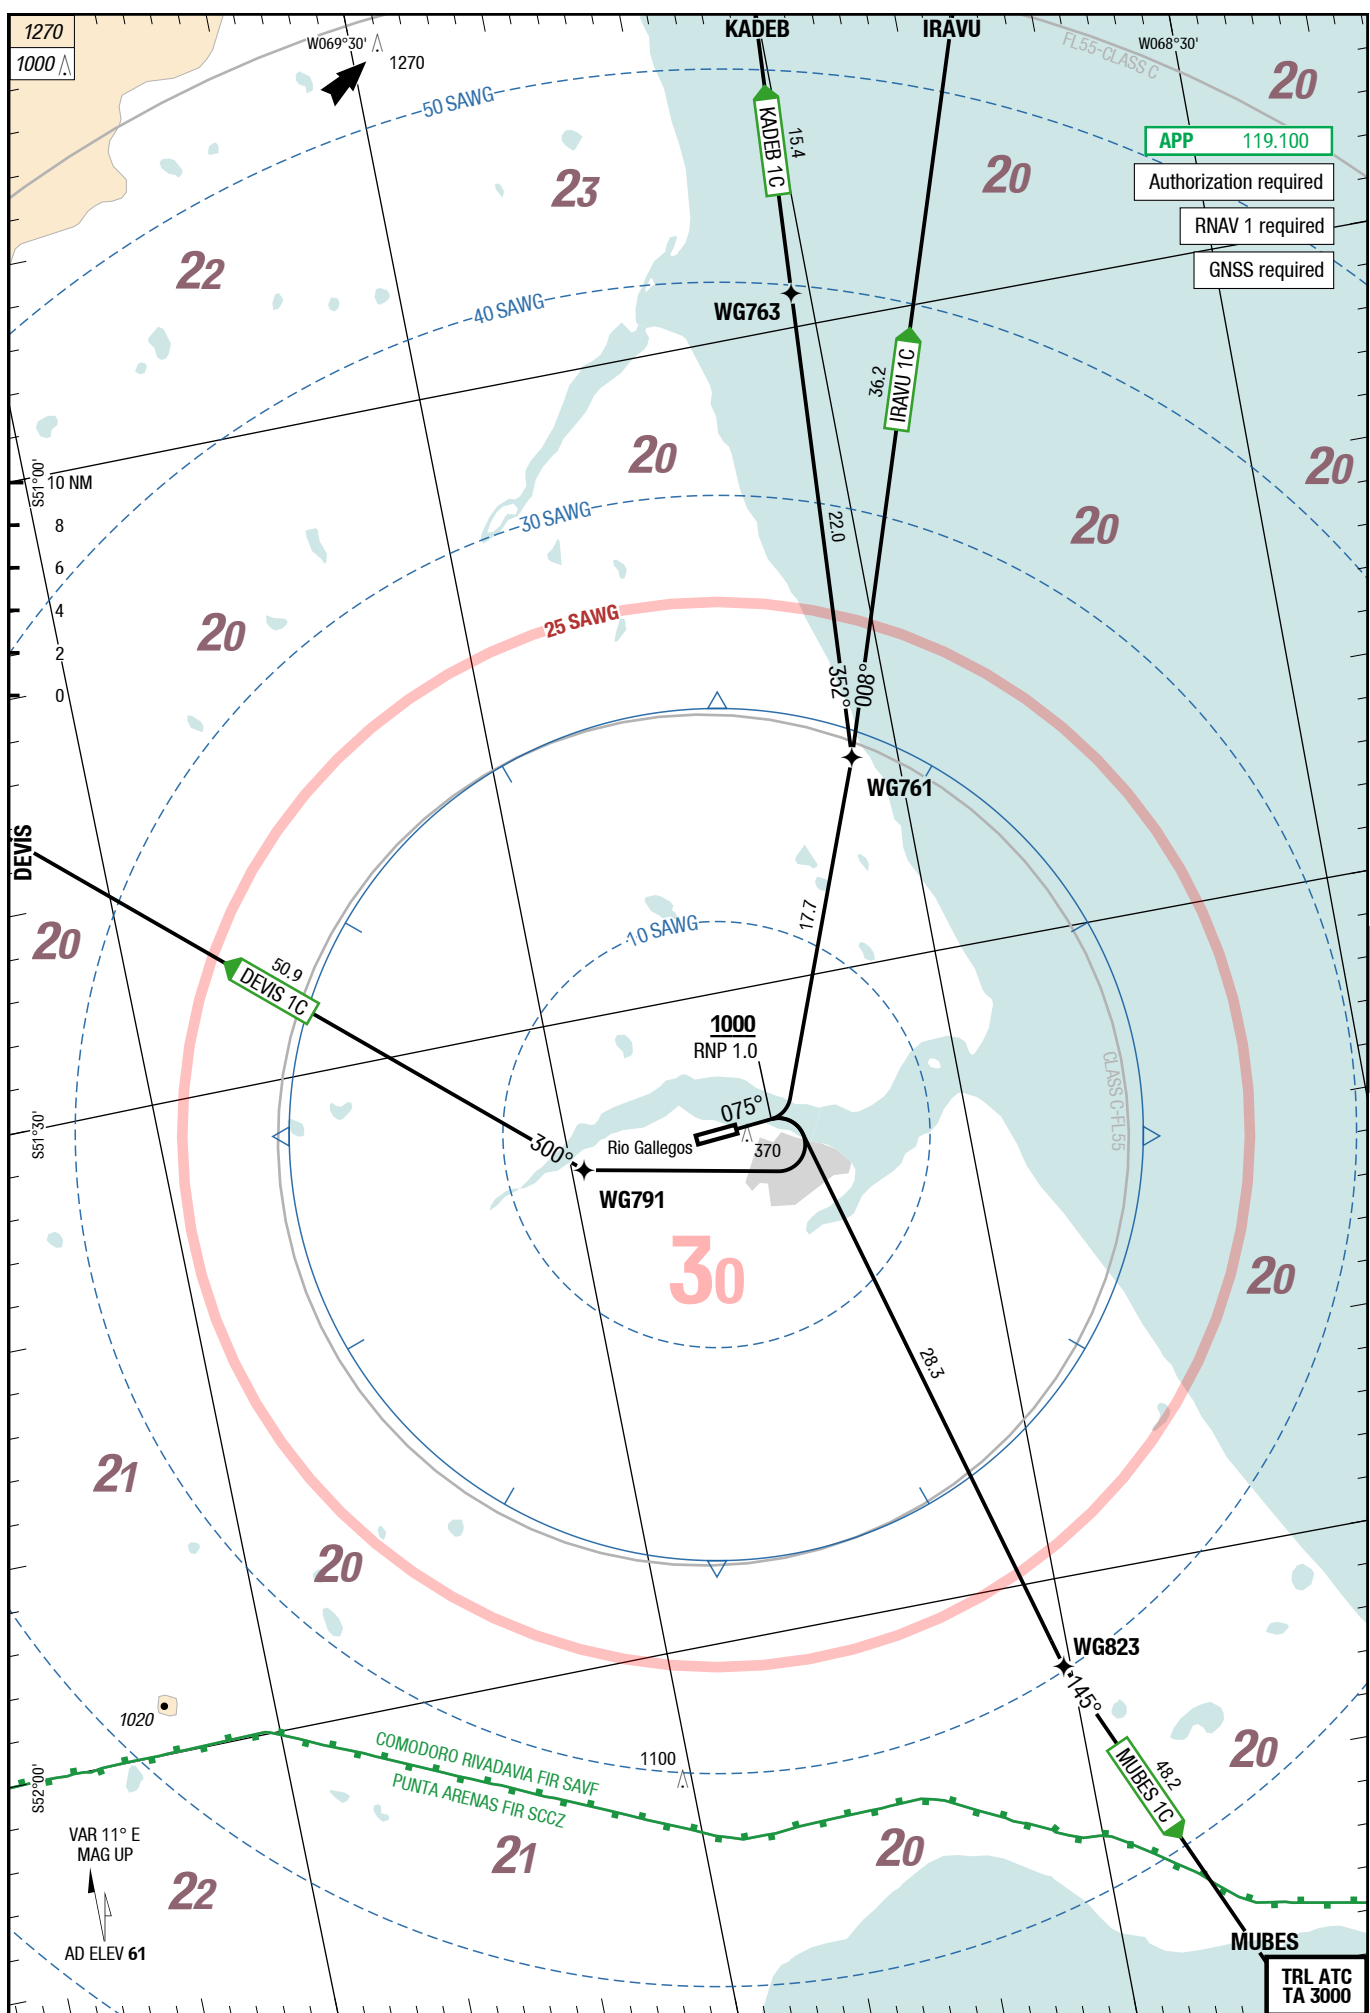 1270
1000
W069°30'
1270
KADEB
IRAVU
W068°30'
FL55-CLASS C
20
50 SAWG
APP 119.100
KADEB 1C
15.4
23
20
Authorization required
RNAV 1 required
22
GNSS required
40 SAWG
WG763
36.2
IRAVU 1C
20
20
S51°00'
10 NM
30 SAWG
22.0
20
8
6
4
25 SAWG
20
2
352°
008°
0
WG761
DEVIS
17.7
20
10 SAWG
50.9
DEVIS 1C
1000
RNP 1.0
CLASS C-FL55
075°
S51°30'
Rio Gallegos
370
300°
WG791
30
20
28.3
21
20
WG823
145°
1020
COMODORO RIVADAVIA FIR SAVF
1100
20
S52°00'
PUNTA ARENAS FIR SCCZ
48.2
MUBES 1C
VAR 11° E
MAG UP
21
20
22
AD ELEV 61
MUBES
TRL ATC
TA 3000